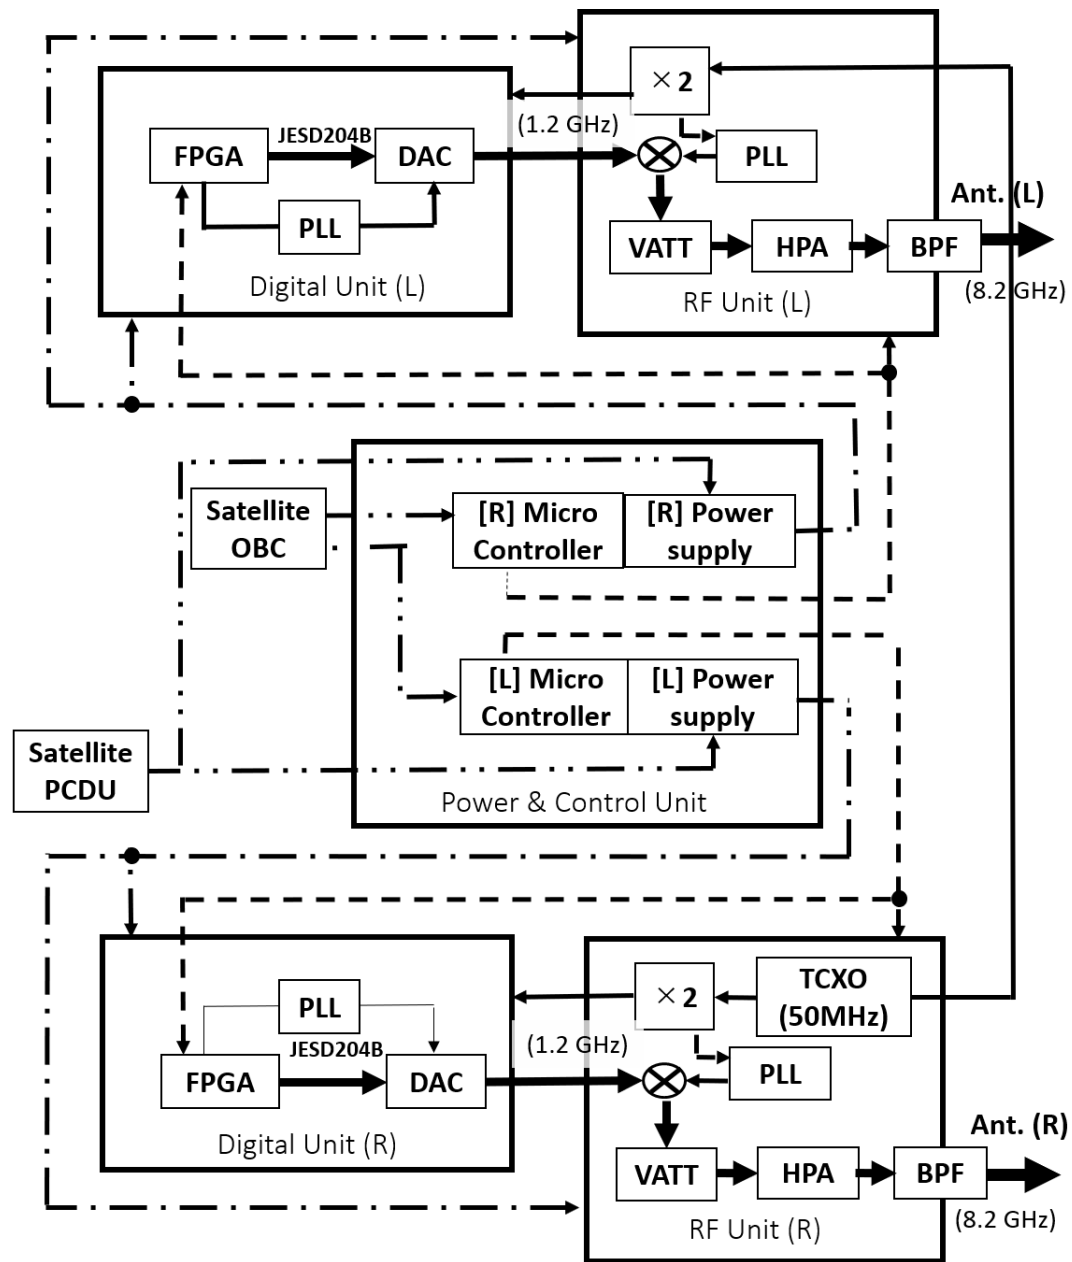 × 2
JESD204B
(1.2 GHz)
FPGA
DAC
PLL
PLL
Ant. (L)
VATT
HPA
BPF
Digital Unit (L)
RF Unit (L)
(8.2 GHz)
Satellite
OBC
[R] Micro
Controller
[R] Power
supply
[L] Micro
Controller
[L] Power
supply
Satellite
PCDU
Power & Control Unit
PLL
× 2
TCXO
(50MHz)
JESD204B
(1.2 GHz)
FPGA
DAC
PLL
Digital Unit (R)
Ant. (R)
VATT
HPA
BPF
RF Unit (R)
(8.2 GHz)